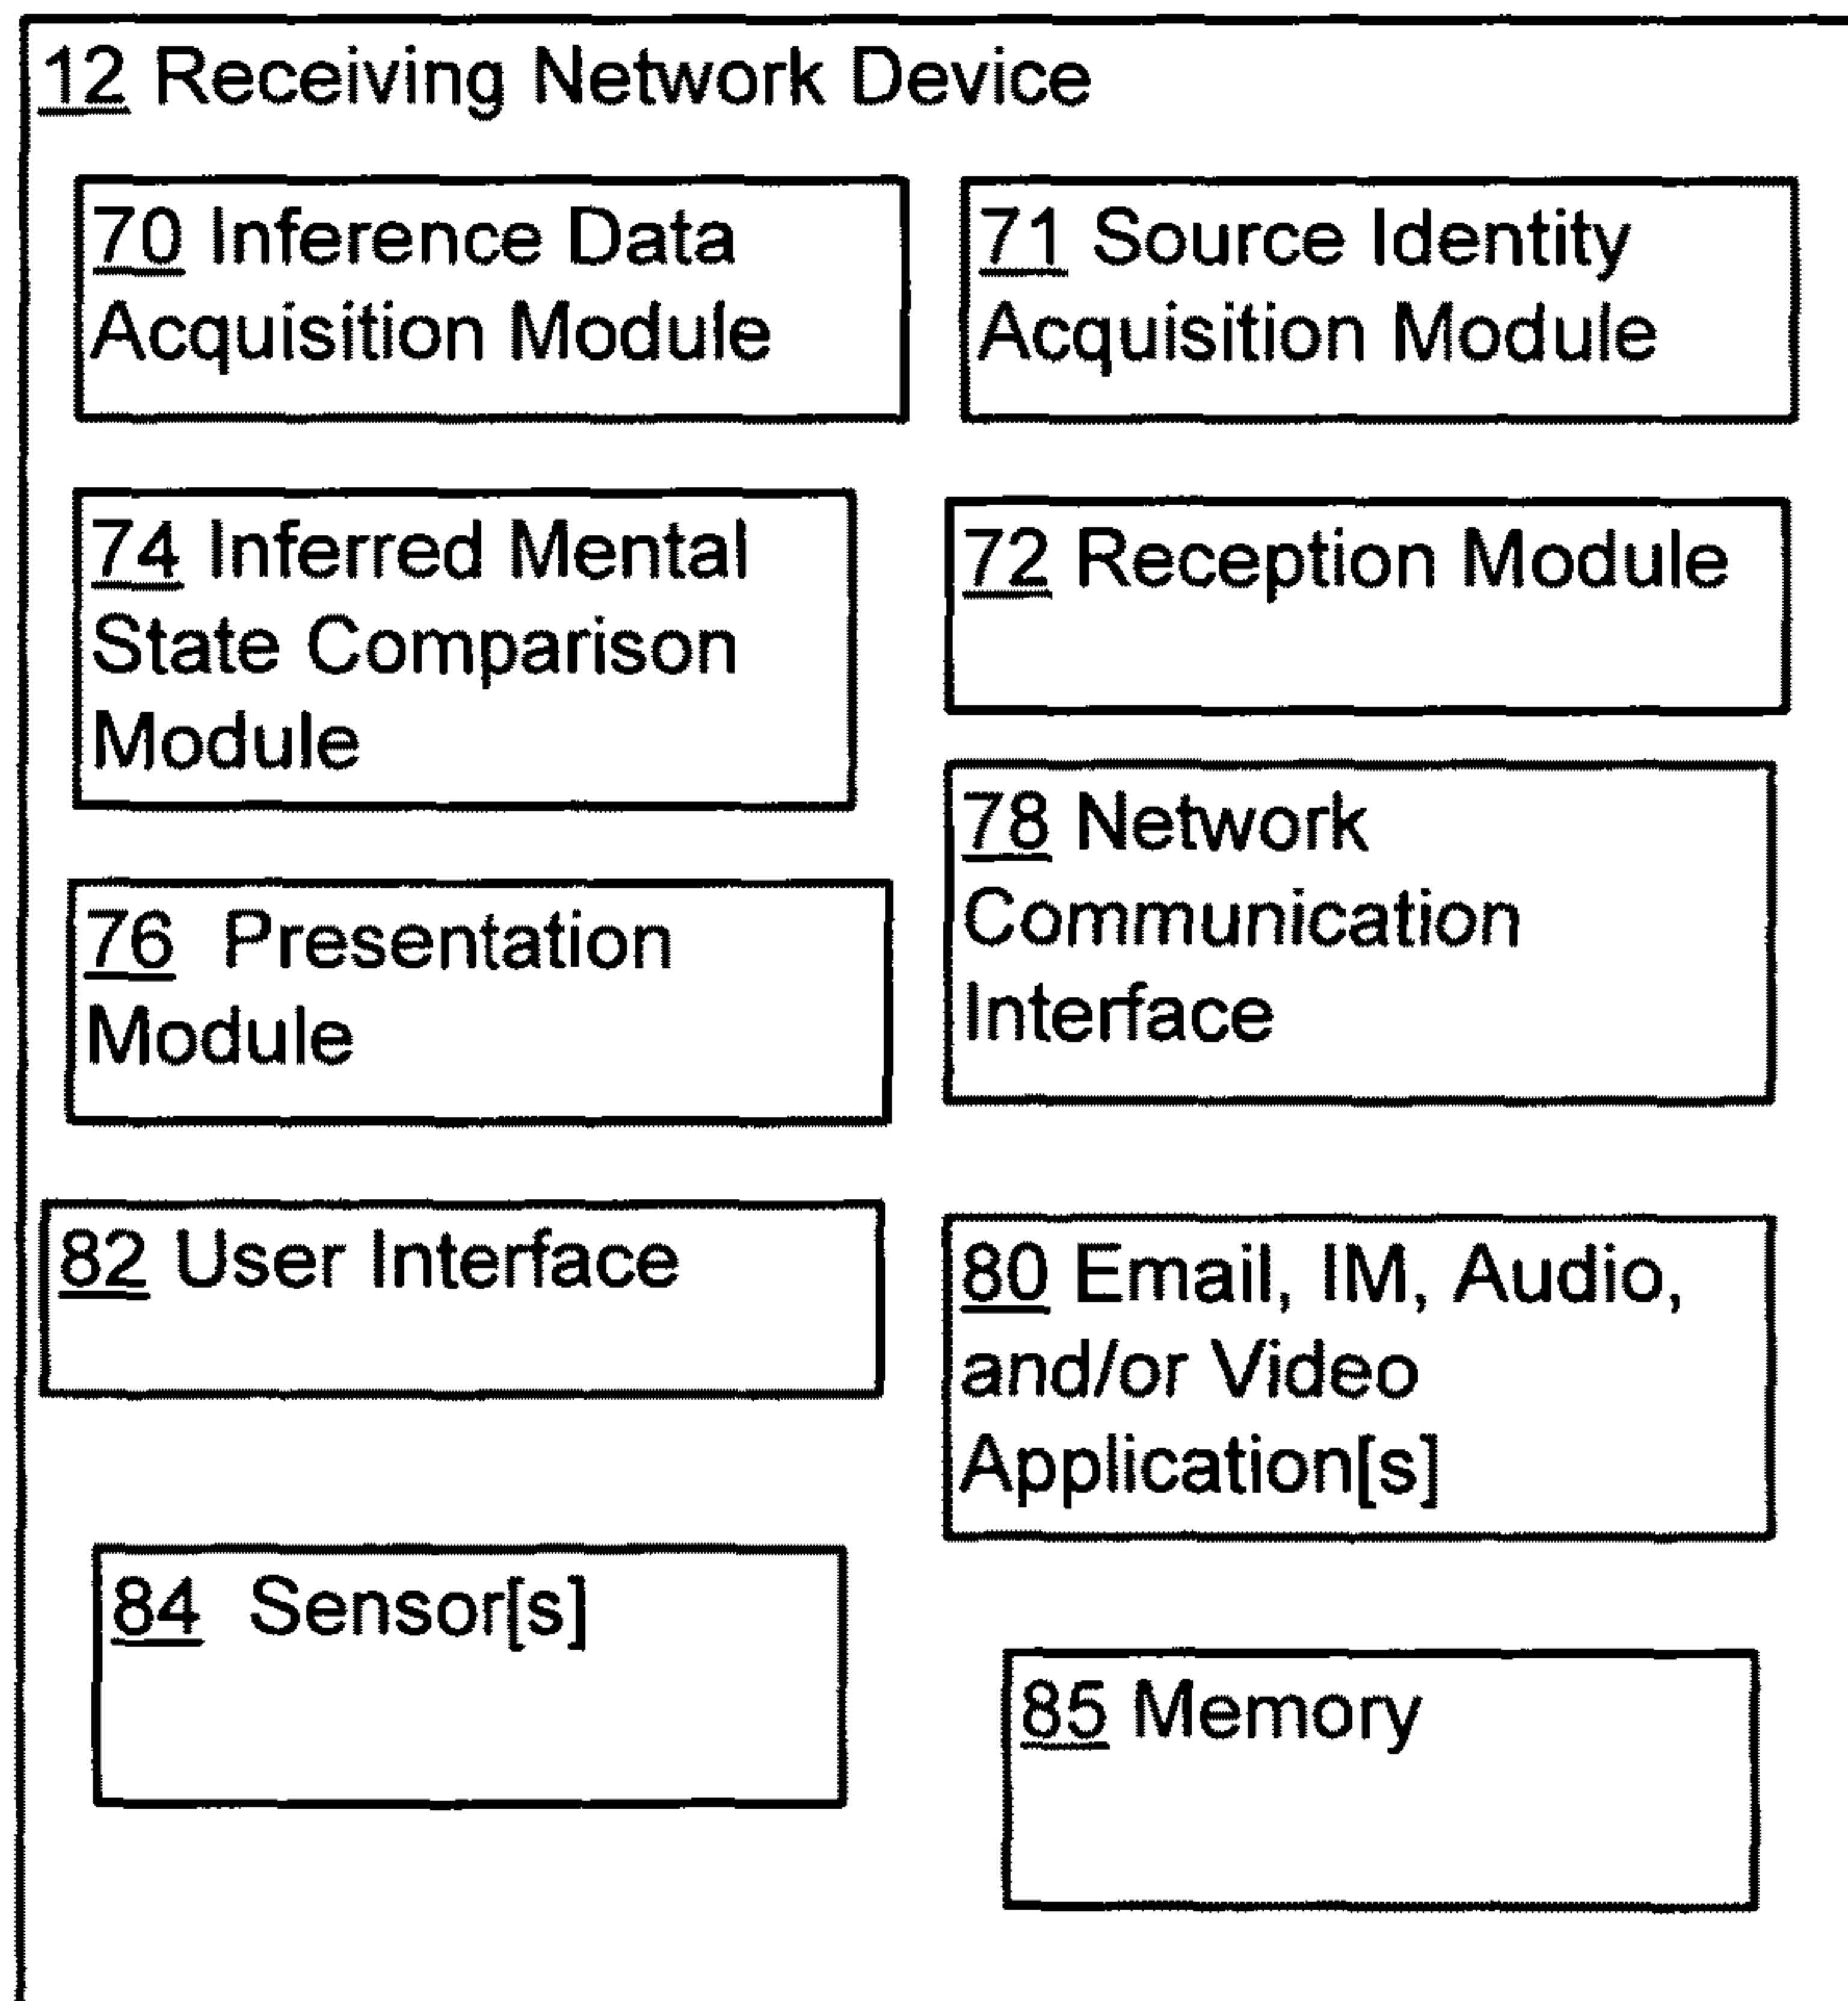 12 Receiving Network Device
70 Inference Data
Acquisition Module
71 Source Identity
Acquisition Module
74 Inferred Mental
State Comparison
Module
72 Reception Module
78 Network
Communication
Interface
76 Presentation
Module
82 User Interface
80 Email, IM, Audio,
and/or Video
Application[s]
84 Sensor[s]
85 Memory